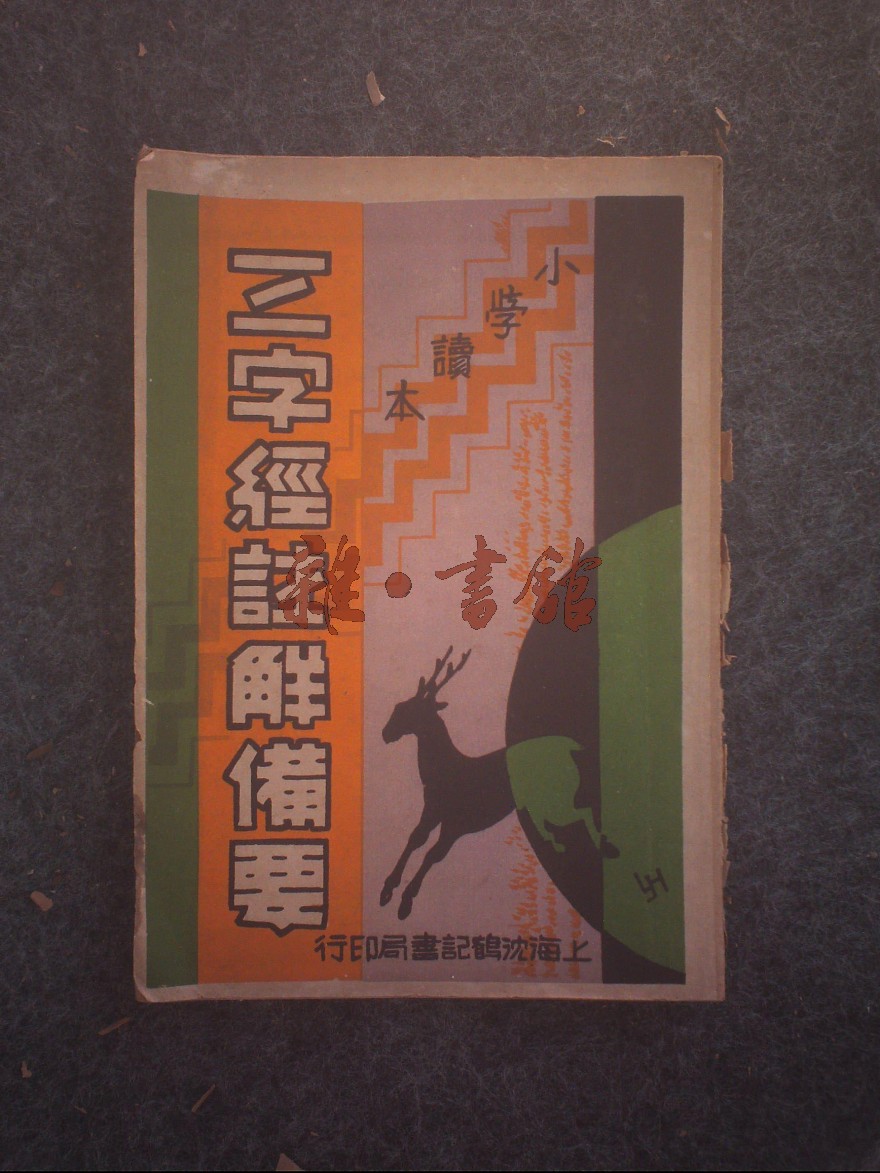 小學讀本
三字經註觧備要
上海沈鶴記書局印行
雜·書館